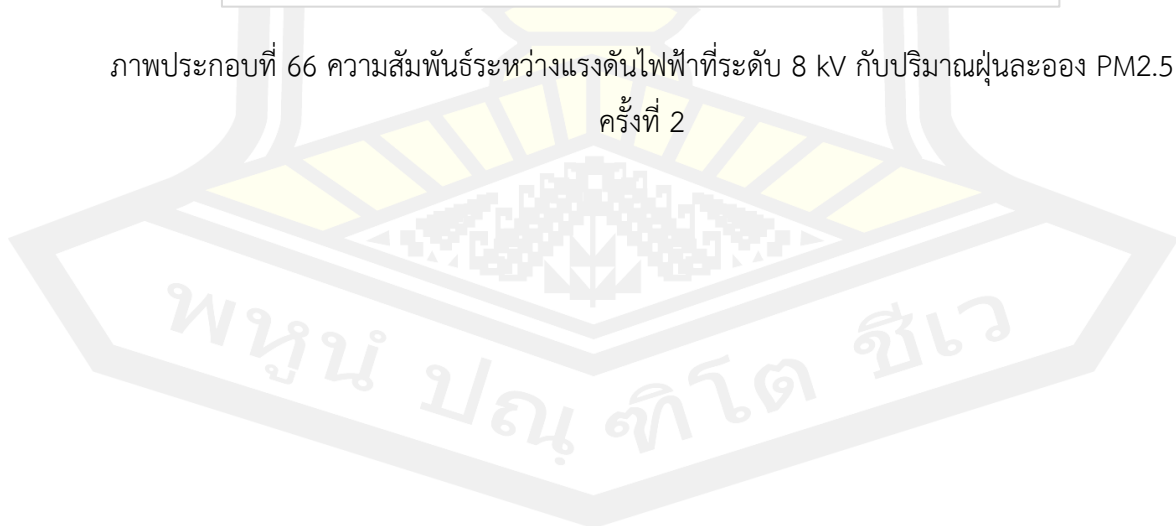 ภาพประกอบที่ 66 ความสัมพันธ์ระหว่างแรงดันไฟฟ้าที่ระดับ 8 kV กับปริมาณฝุ่นละออง PM2.5
ครั้งที่ 2
พหูนํ ปณฺฑิโต ชีเว